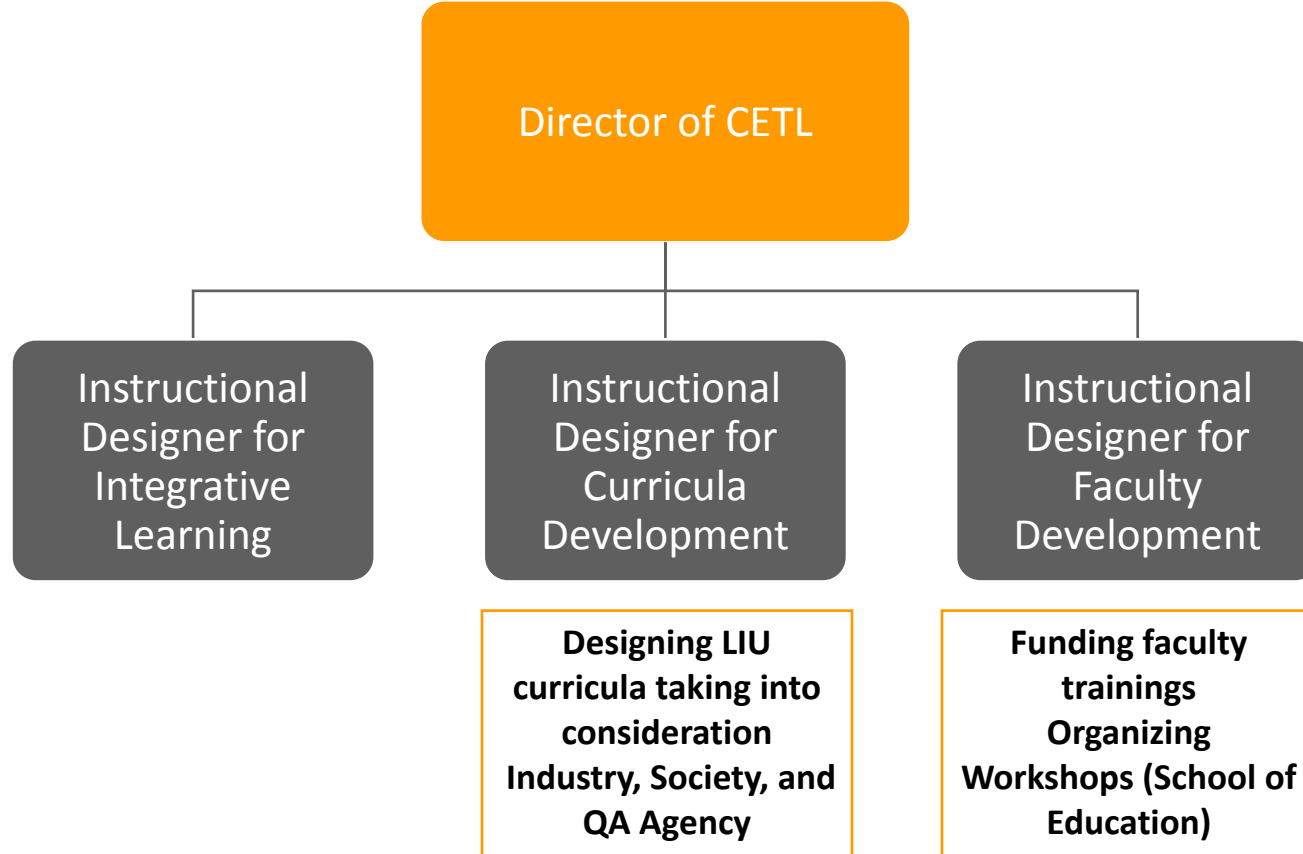 Director of CETL
Instructional
Designer for
Integrative
Learning
Instructional
Designer for
Curricula
Development
Instructional
Designer for
Faculty
Development
Designing LIU
curricula taking into
consideration
Industry, Society, and
QA Agency
Funding faculty
trainings
Organizing
Workshops (School of
Education)